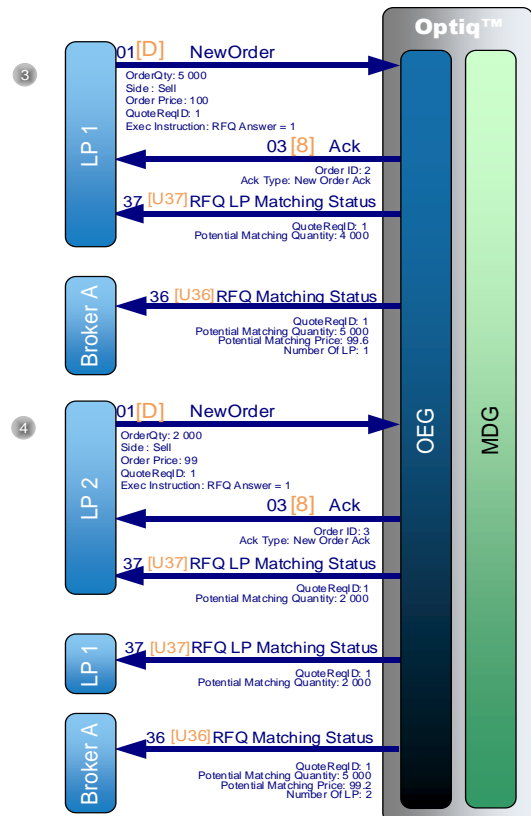 Optiq™
OEG
MDG
3
LP 1
01[D] NewOrder
OrderQty: 5 000
Side : Sell
Order Price: 100
QuoteReqID: 1
Exec Instruction: RFQ Answer = 1
03 [8] Ack
Order ID: 2
Ack Type: New Order Ack
37 [U37]RFQ LP Matching Status
QuoteReqID: 1
Potential Matching Quantity: 4 000
Broker A
36 [U36]RFQ Matching Status
QuoteReqID: 1
Potential Matching Quantity: 5 000
Potential Matching Price: 99.6
Number Of LP: 1
4
LP 2
01[D] NewOrder
OrderQty: 2 000
Side : Sell
Order Price: 99
QuoteReqID: 1
Exec Instruction: RFQ Answer = 1
03 [8] Ack
Order ID: 3
Ack Type: New Order Ack
37 [U37]RFQ LP Matching Status
QuoteReqID: 1
Potential Matching Quantity: 2 000
LP 1
37 [U37]RFQ LP Matching Status
QuoteReqID: 1
Potential Matching Quantity: 2 000
Broker A
36 [U36]RFQ Matching Status
QuoteReqID: 1
Potential Matching Quantity: 5 000
Potential Matching Price: 99.2
Number Of LP: 2